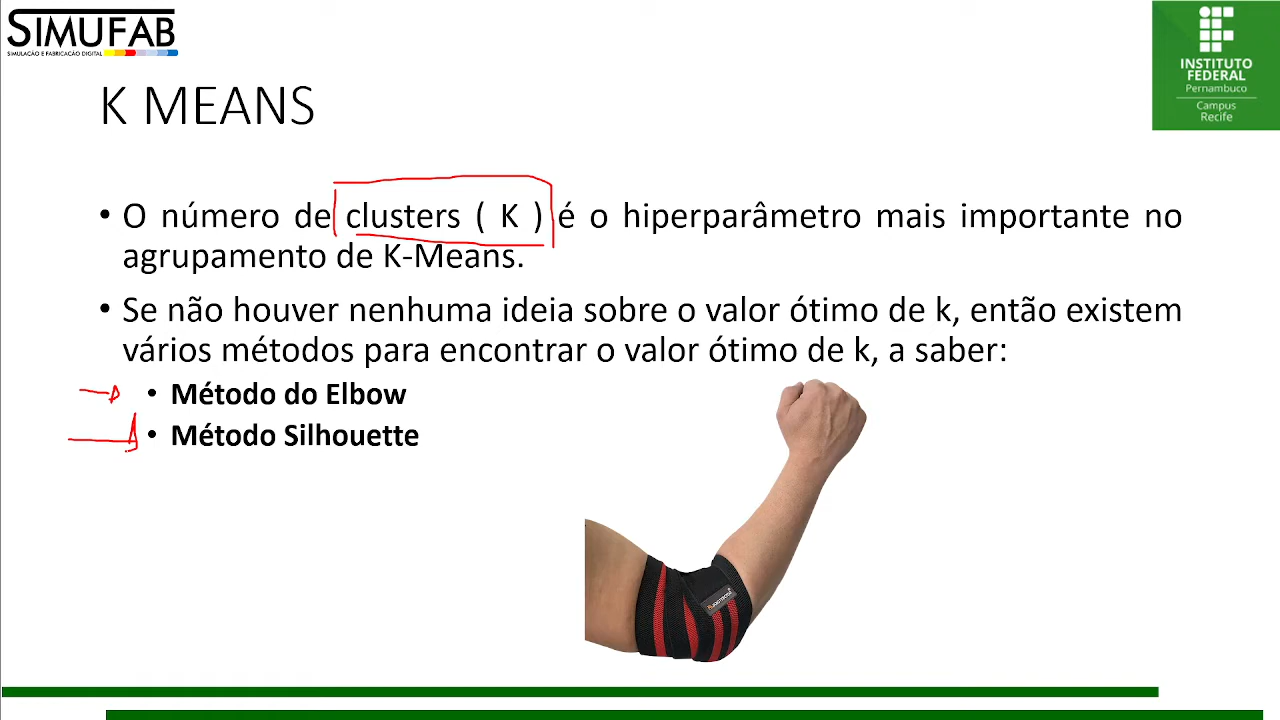 SIMUFAB
SIMULAÇÃO E FABRICAÇÃO DIGITAL
INSTITUTO
FEDERAL
Pernambuco
Campus
Recife
K MEANS
• O número de clusters ( K ) é o hiperparâmetro mais importante no
agrupamento de K-Means.
• Se não houver nenhuma ideia sobre o valor ótimo de k, então existem
vários métodos para encontrar o valor ótimo de k, a saber:
• Método do Elbow
• Método Silhouette